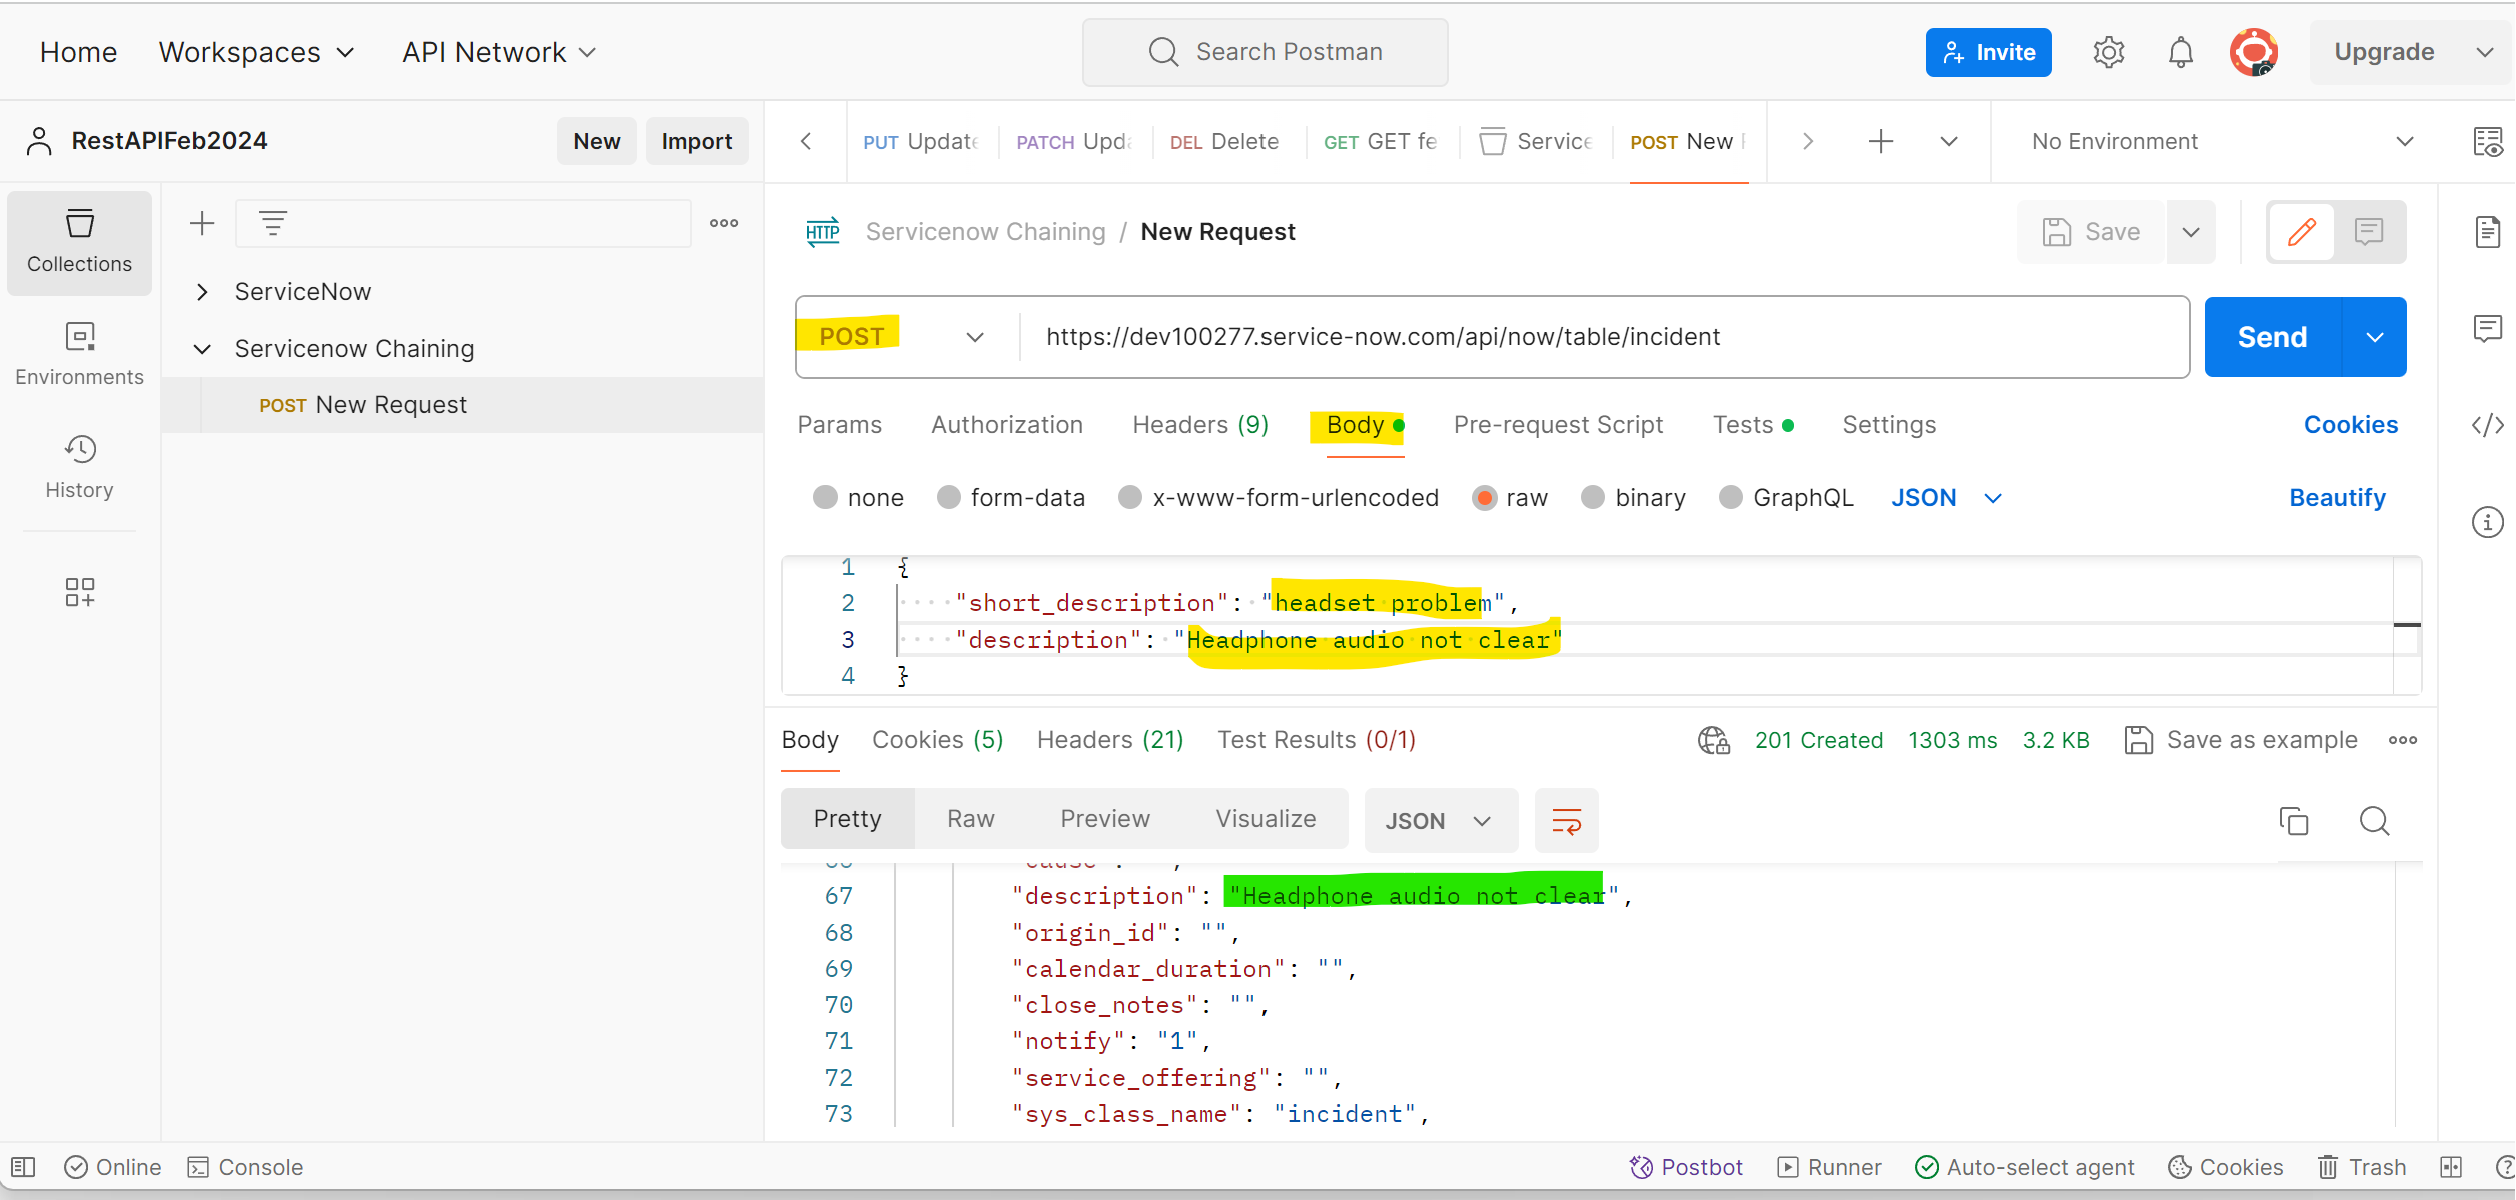 Home Workspaces API Network Search Postman Invite Upgrade
RestAPIFeb2024 New Import PUT Update PATCH Upda DEL Delete GET GET fe Service POST New No Environment
Collections
Environments
History
ServiceNow
Servicenow Chaining
POST New Request
HTTP Servicenow Chaining / New Request Save
POST https://dev100277.service-now.com/api/now/table/incident Send
Params Authorization Headers (9) Body Pre-request Script Tests Settings Cookies
none form-data x-www-form-urlencoded raw binary GraphQL JSON Beautify
1 {
2 "short_description": "headset problem",
3 "description": "Headphone audio not clear"
4 }
Body Cookies (5) Headers (21) Test Results (0/1) 201 Created 1303 ms 3.2 KB Save as example
Pretty Raw Preview Visualize JSON
67 "description": "Headphone audio not clear",
68 "origin_id": "",
69 "calendar_duration": "",
70 "close_notes": "",
71 "notify": "1",
72 "service_offering": "",
73 "sys_class_name": "incident",
Online Console Postbot Runner Auto-select agent Cookies Trash